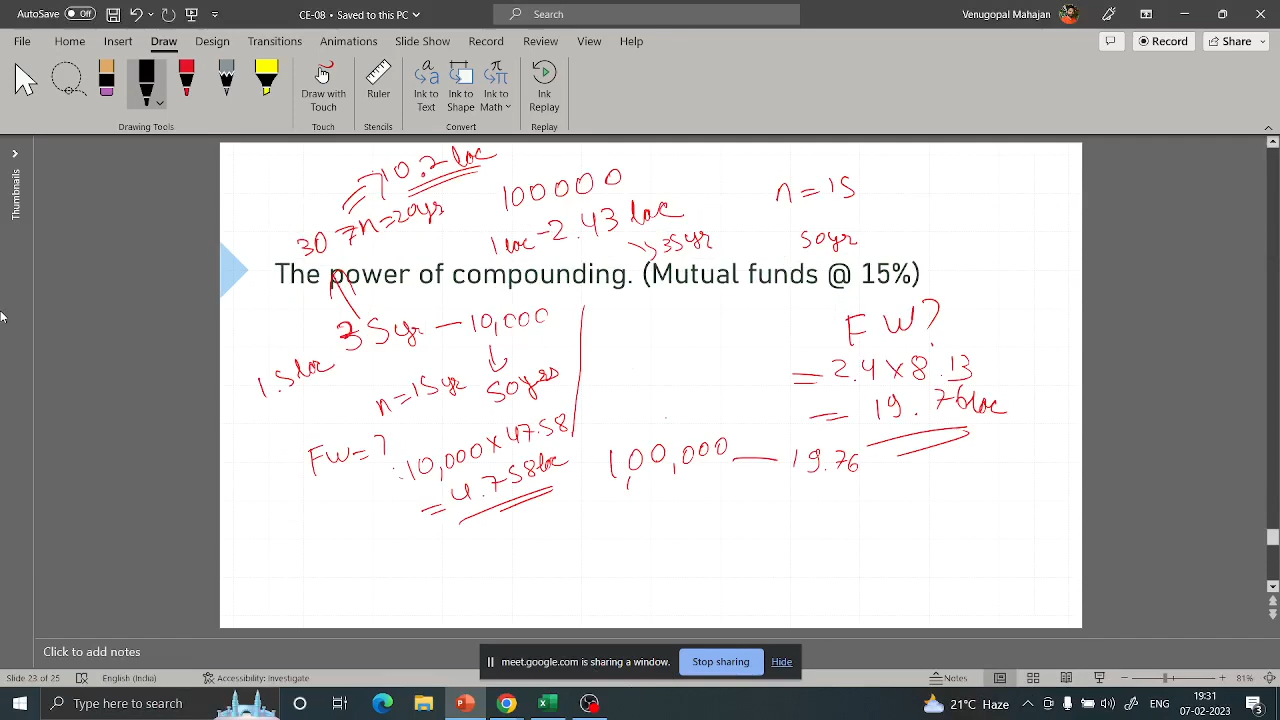 AutoSave Off CE-08 • Saved to this PC Search Venugopal Mahajan
File Home Insert Draw Design Transitions Animations Slide Show Record Review View Help Record Share
Draw with Touch Ruler Ink to Text Ink to Shape Ink to Math Ink Replay
Drawing Tools Touch Stencils Convert Replay
Thumbnails
10.2 lac
30 n=20yr
100000
1 lac - 2.43 lac
35yr
n = 15
50yr
The power of compounding. (Mutual funds @ 15%)
35yr — 10,000
1.5 lac
n=15yr 50yrs
FW=?
10,000 x 47.58
= 4.758 lac
FW?
= 2.4 x 8.13
= 19.76 lac
1,00,000 — 19.76
Click to add notes
meet.google.com is sharing a window. Stop sharing Hide
Slide 23 of 25 English (India) Accessibility: Investigate Notes 81%
Type here to search 21°C Haze ENG 19:31
07-02-2023